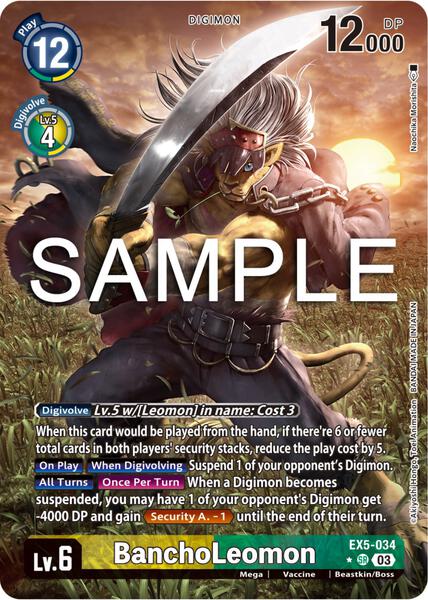 Play
12
DIGIMON
DP
12000
Digivolve
Lv.5
4
Naochika Morishita
SAMPLE
Digivolve Lv.5 w/[Leomon] in name: Cost 3
When this card would be played from the hand, if there're 6 or fewer
total cards in both players' security stacks, reduce the play cost by 5.
On Play When Digivolving Suspend 1 of your opponent's Digimon.
All Turns Once Per Turn When a Digimon becomes
suspended, you may have 1 of your opponent's Digimon get
-4000 DP and gain Security A. -1 until the end of their turn.
©Akiyoshi Hongo, Toei Animation BANDAI MADE IN JAPAN
Lv.6
BanchoLeomon
EX5-034
SR 03
Mega | Vaccine | Beastkin/Boss